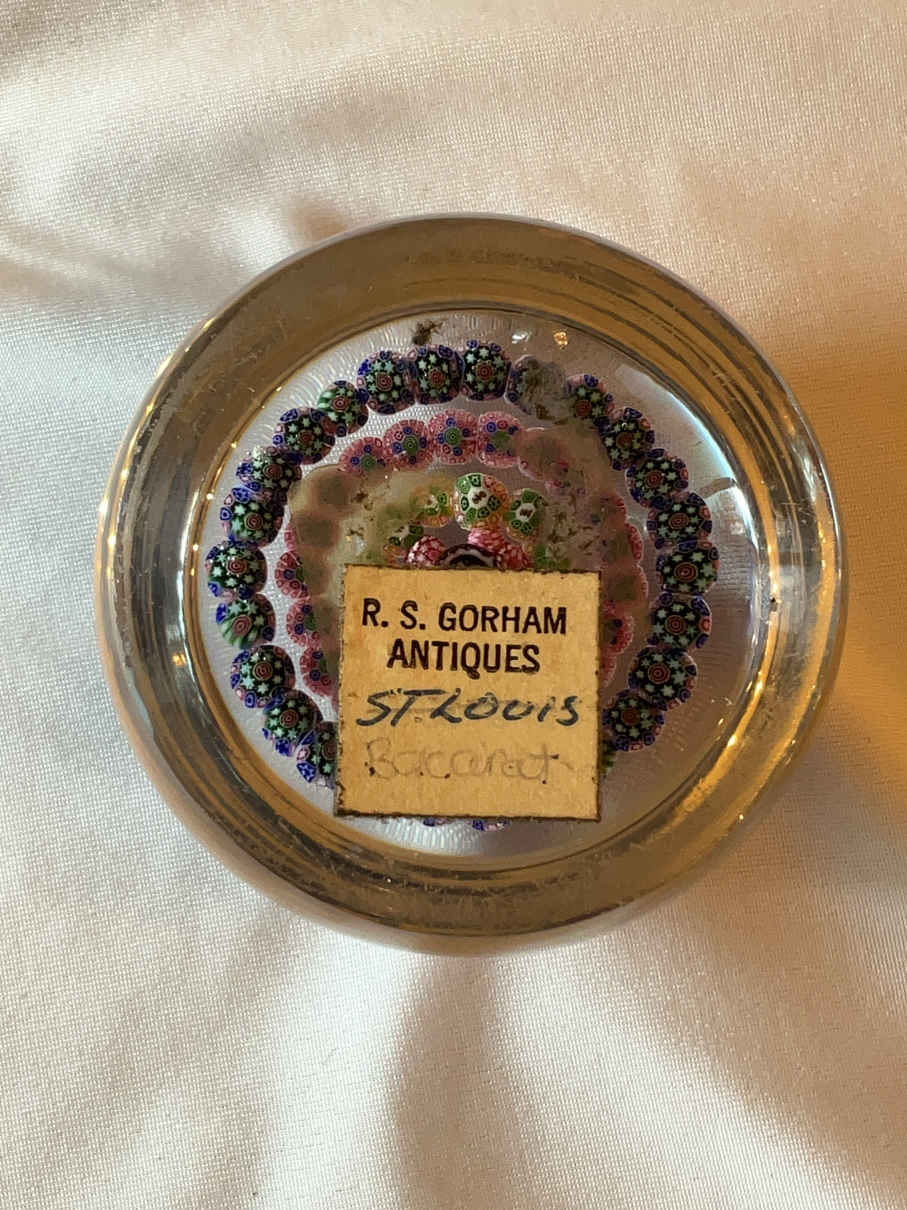 R. S. GORHAM
ANTIQUES
ST. LOUIS
Baccarat